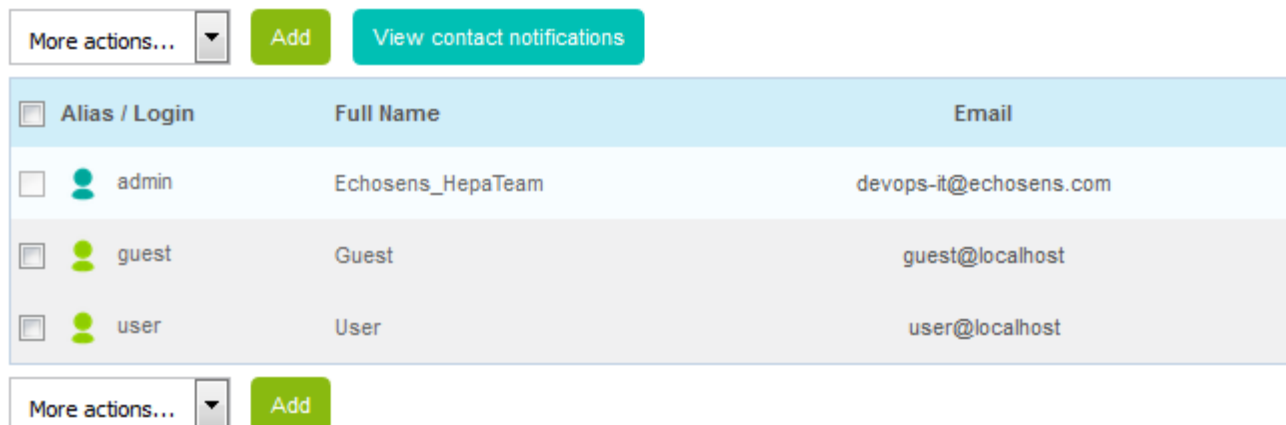 More actions... Add View contact notifications
Alias / Login Full Name Email
admin Echosens_HepaTeam devops-it@echosens.com
guest Guest guest@localhost
user User user@localhost
More actions... Add